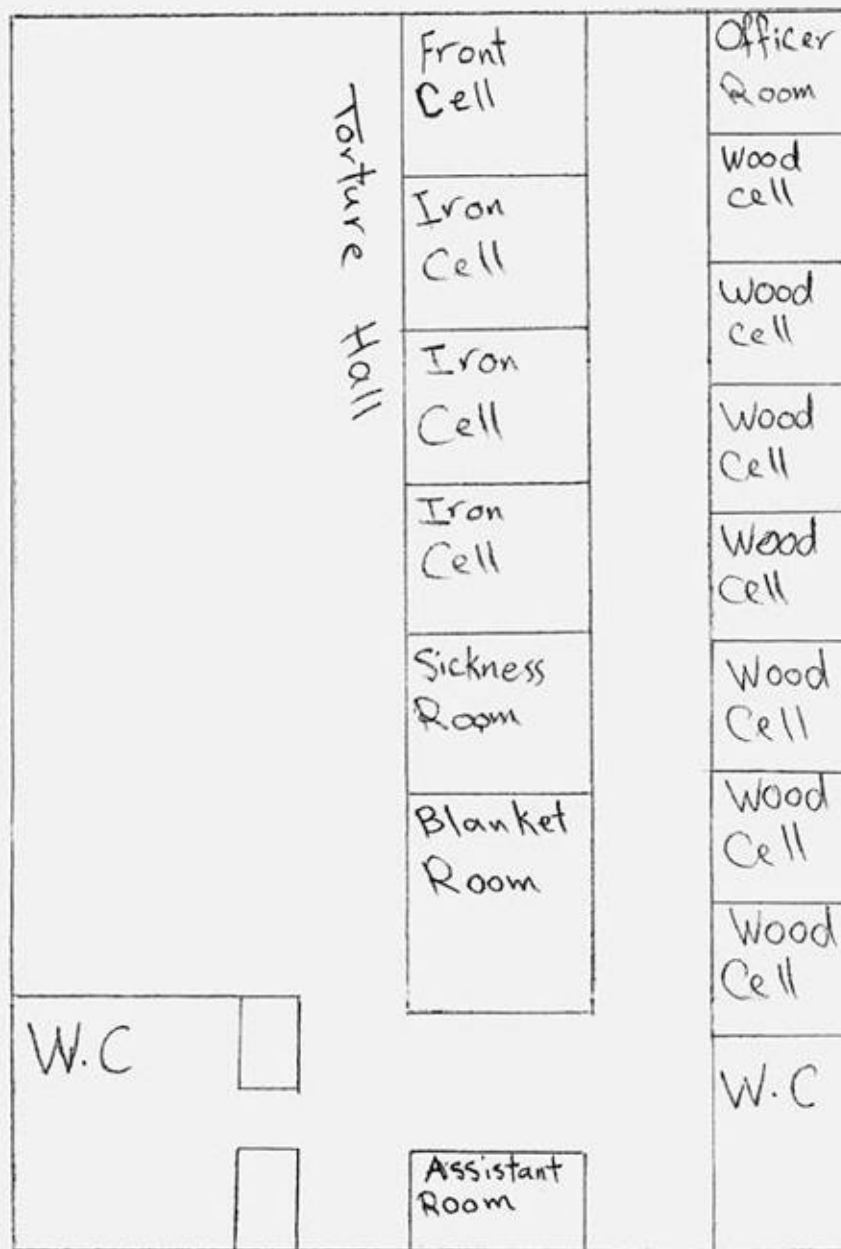 Torture Hall
Front
Cell
Iron
Cell
Iron
Cell
Iron
Cell
Sickness
Room
Blanket
Room
Officer
Room
Wood
cell
Wood
cell
Wood
Cell
Wood
Cell
Wood
Cell
Wood
Cell
Wood
Cell
W.C
W.C
Assistant
Room